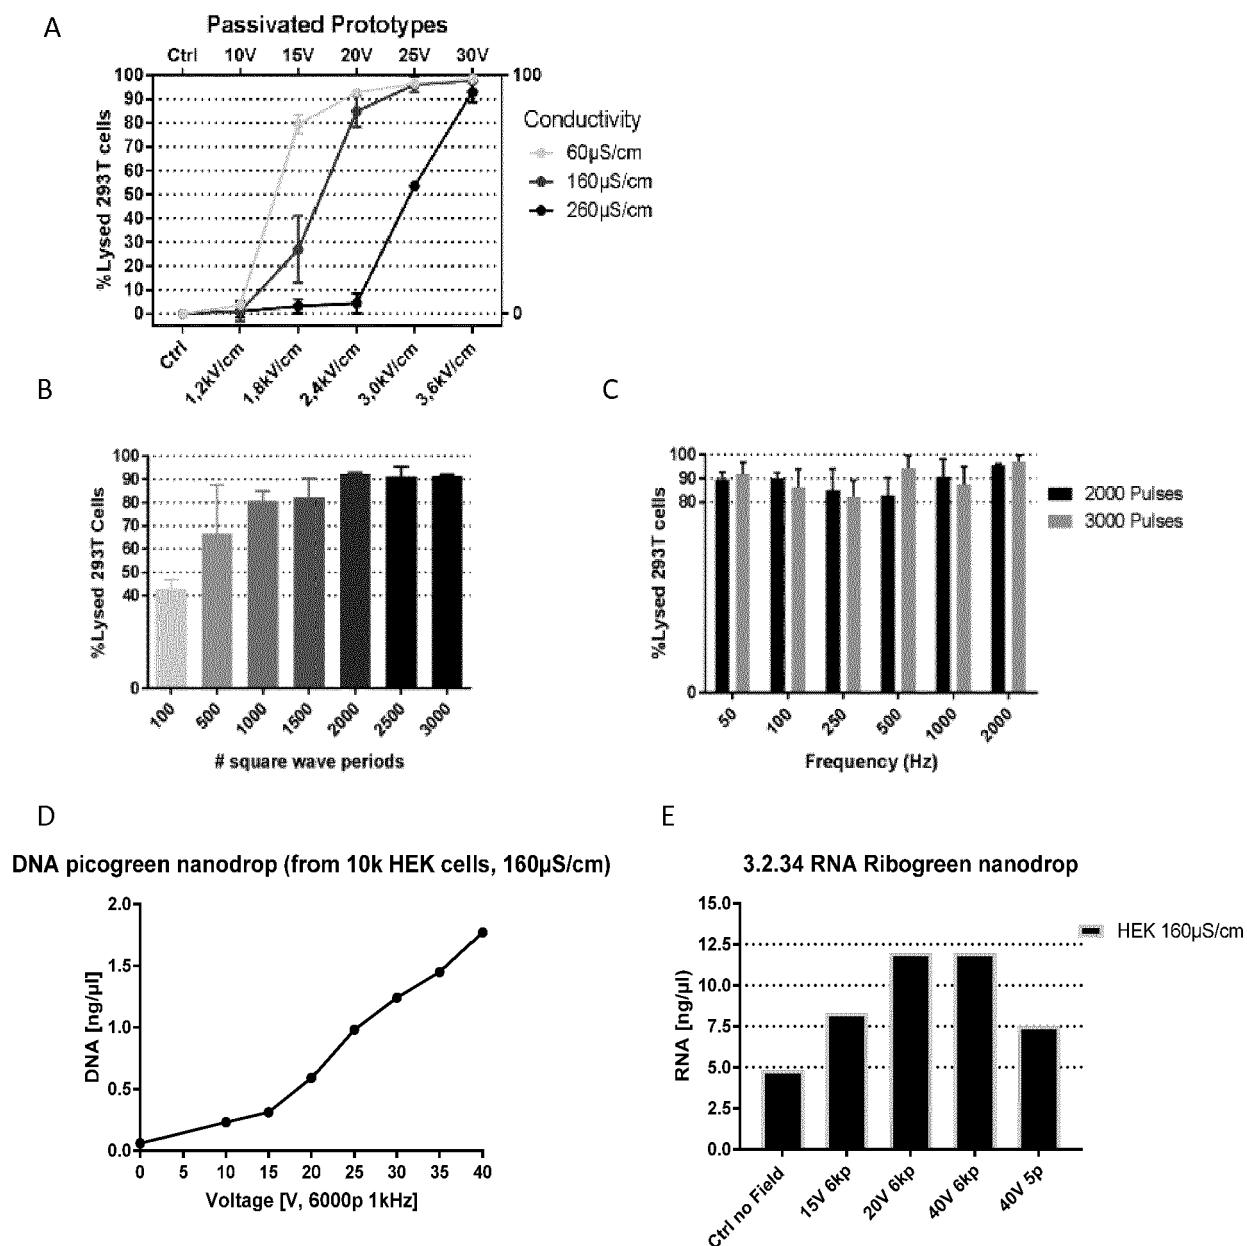 A
Passivated Prototypes
Ctrl 10V 15V 20V 25V 30V
100
90
80
70
60
50
40
30
20
10
0
100
0
%Lysed 293T cells
Conductivity
60µS/cm
160µS/cm
260µS/cm
Ctrl 1,2kV/cm 1,8kV/cm 2,4kV/cm 3,0kV/cm 3,6kV/cm
B
100
90
80
70
60
50
40
0
%Lysed 293T Cells
100 500 1000 1500 2000 2500 3000
# square wave periods
C
100
90
80
0
%Lysed 293T cells
2000 Pulses
3000 Pulses
50 100 250 500 1000 2000
Frequency (Hz)
D
DNA picogreen nanodrop (from 10k HEK cells, 160µS/cm)
2.0
1.5
1.0
0.5
0.0
DNA [ng/µl]
0 5 10 15 20 25 30 35 40
Voltage [V, 6000p 1kHz]
E
3.2.34 RNA Ribogreen nanodrop
15.0
12.5
10.0
7.5
5.0
2.5
0.0
RNA [ng/µl)
HEK 160µS/cm
Ctrl no Field 15V 6kp 20V 6kp 40V 6kp 40V 5p